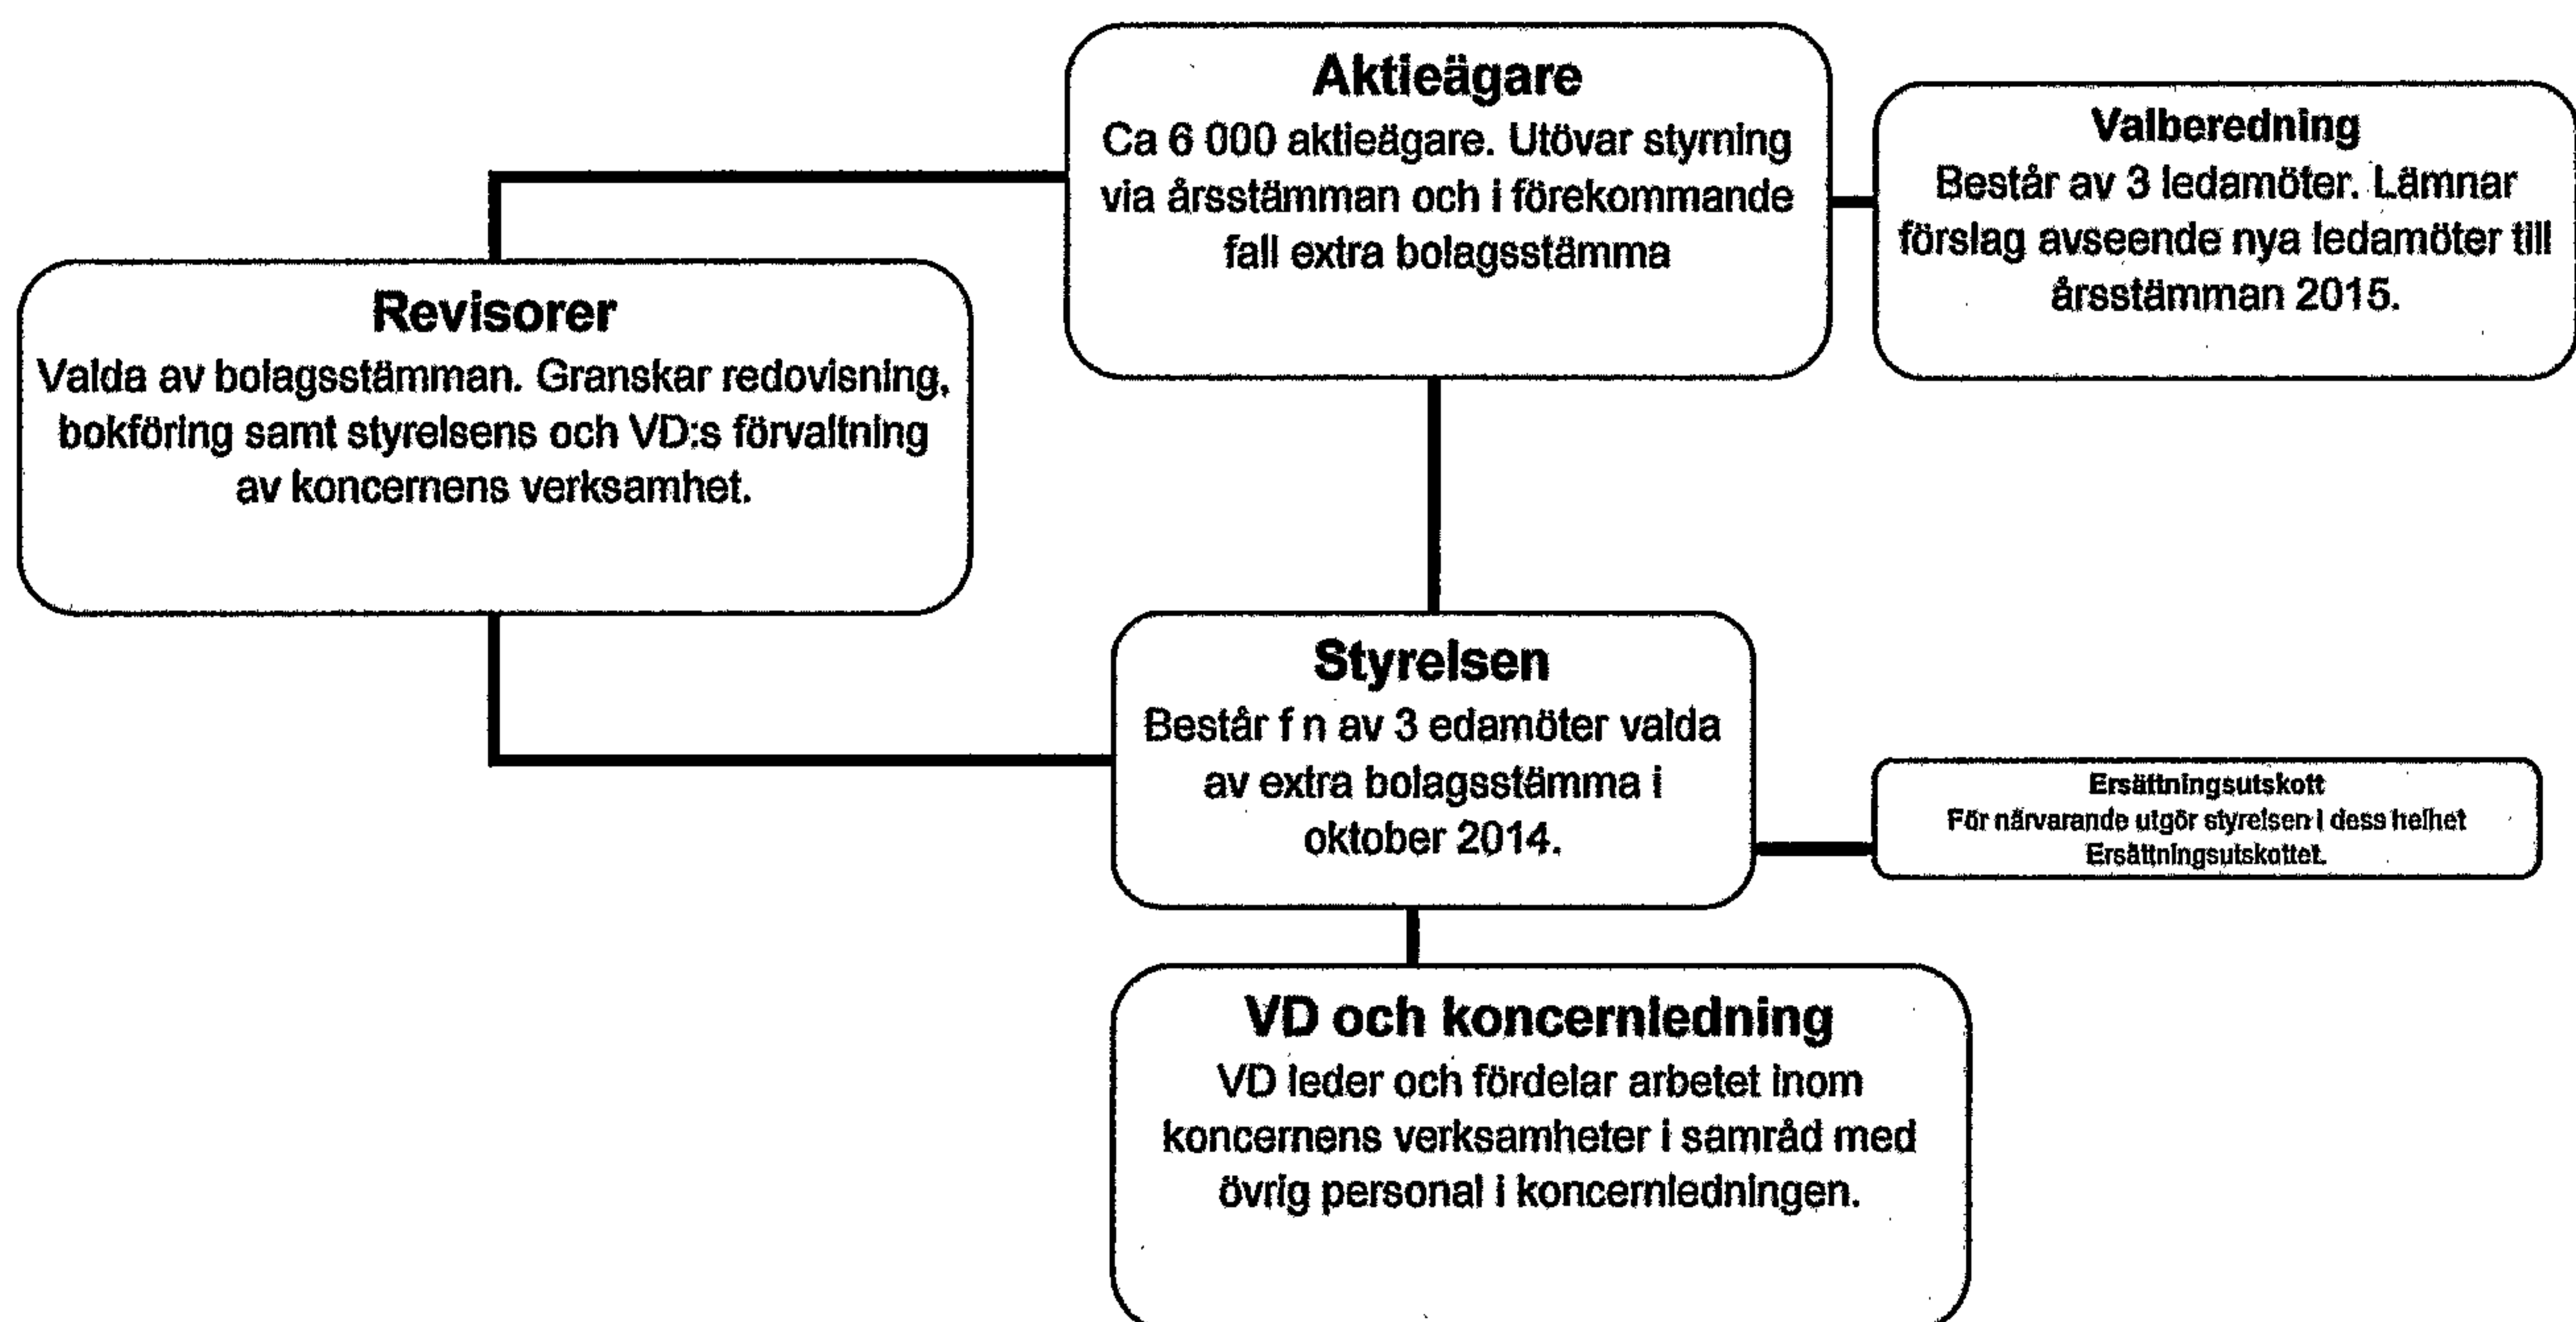 Aktieägare
Ca 6 000 aktieägare. Utövar styrning
via årsstämman och i förekommande
fall extra bolagsstämma
Valberedning
Består av 3 ledamöter. Lämnar
förslag avseende nya ledamöter till
årsstämman 2015.
Revisorer
Valda av bolagsstämman. Granskar redovisning,
bokföring samt styrelsens och VD:s förvaltning
av koncernens verksamhet.
Styrelsen
Består f n av 3 edamöter valda
av extra bolagsstämma i
oktober 2014.
Ersättningsutskott
För närvarande utgör styrelsen i dess helhet
Ersättningsutskottet.
VD och koncernledning
VD leder och fördelar arbetet inom
koncernens verksamheter i samråd med
övrig personal i koncernledningen.